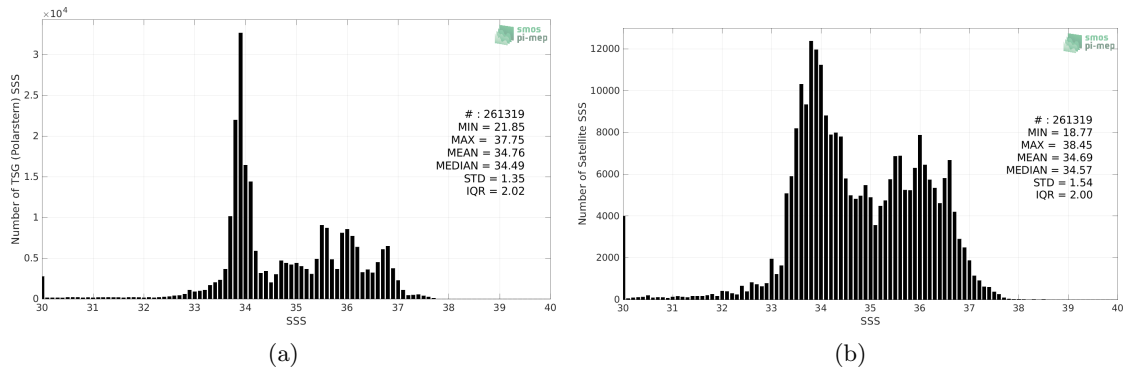 ×10⁴
3
2.5
2
1.5
1
0.5
0
Number of TSG (Polarstern) SSS
30 31 32 33 34 35 36 37 38 39 40
SSS
smos
pi-mep
# : 261319
MIN = 21.85
MAX = 37.75
MEAN = 34.76
MEDIAN = 34.49
STD = 1.35
IQR = 2.02
(a)
12000
10000
8000
6000
4000
2000
0
Number of Satellite SSS
30 31 32 33 34 35 36 37 38 39 40
SSS
smos
pi-mep
# : 261319
MIN = 18.77
MAX = 38.45
MEAN = 34.69
MEDIAN = 34.57
STD = 1.54
IQR = 2.00
(b)